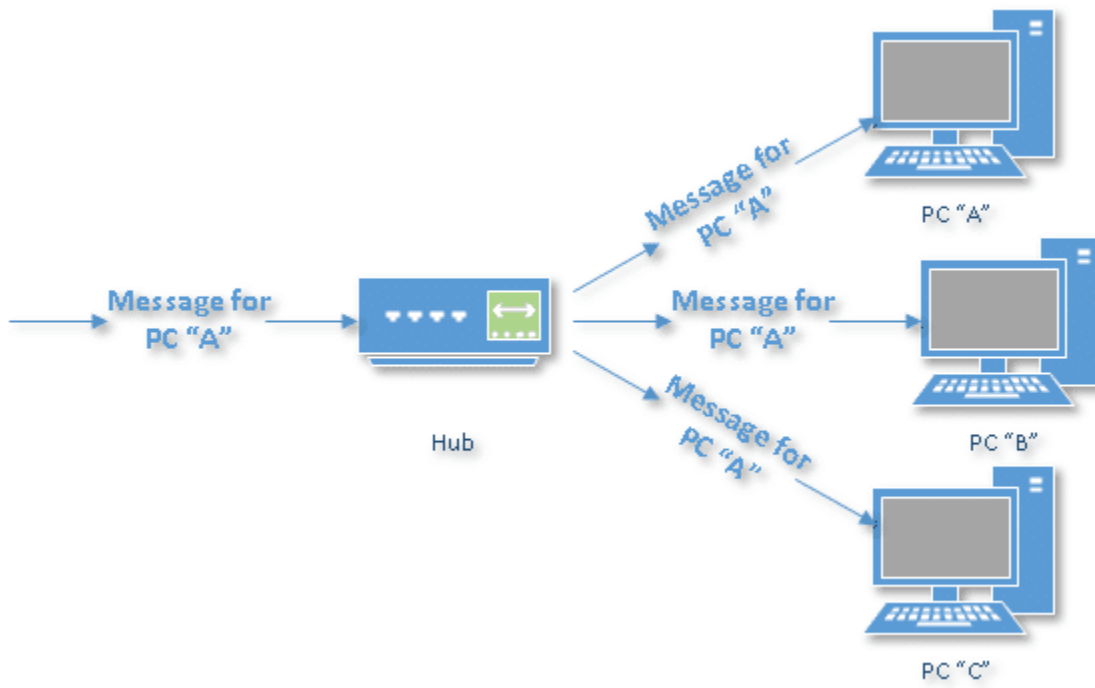 Message for
PC “A”
Hub
Message for
PC “A”
PC “A”
Message for
PC “A”
PC “B”
Message for
PC “A”
PC “C”